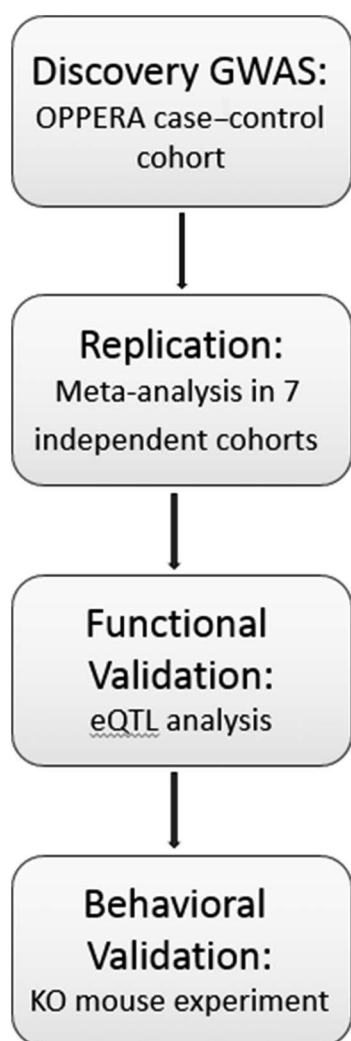 Discovery GWAS:
OPPERA case–control
cohort
Replication:
Meta-analysis in 7
independent cohorts
Functional
Validation:
eQTL analysis
Behavioral
Validation:
KO mouse experiment